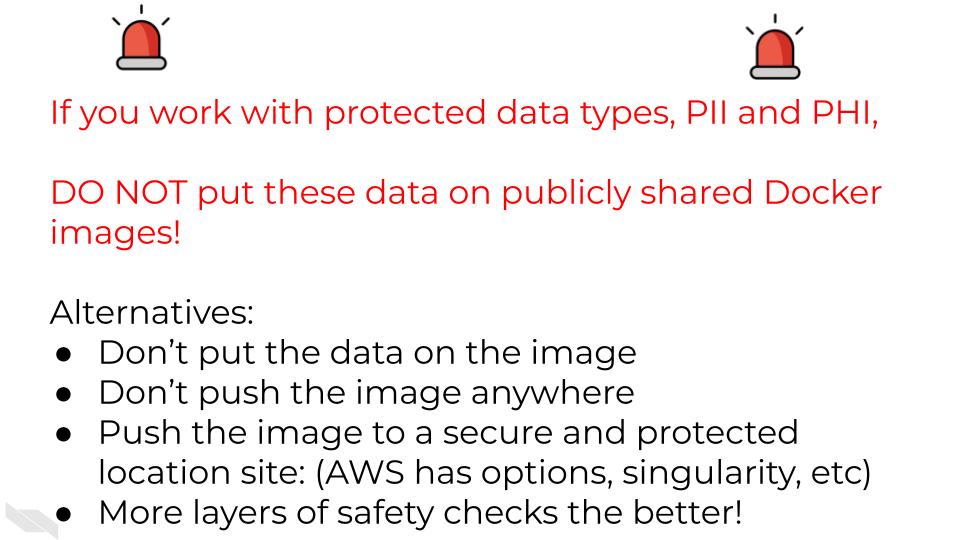 If you work with protected data types, PII and PHI,
DO NOT put these data on publicly shared Docker
images!
Alternatives:
● Don’t put the data on the image
● Don’t push the image anywhere
● Push the image to a secure and protected
location site: (AWS has options, singularity, etc)
● More layers of safety checks the better!